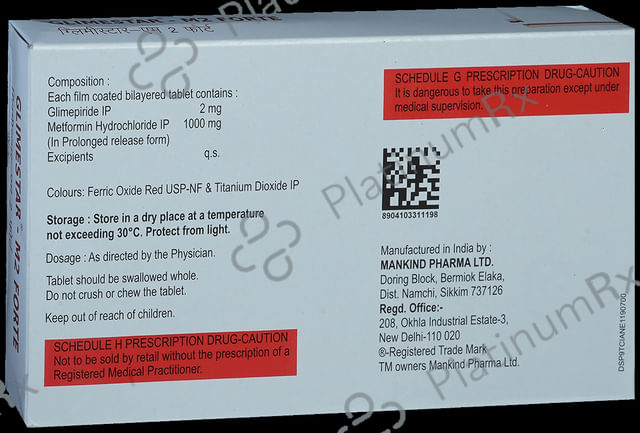 GLIMESTAR® - M2 FORTE
ग्लिमीस्टार-एम 2 फोर्ट
Composition :
Each film coated bilayered tablet contains :
Glimepiride IP 2 mg
Metformin Hydrochloride IP 1000 mg
(In Prolonged release form)
Excipients q.s.
Colours: Ferric Oxide Red USP-NF & Titanium Dioxide IP
Storage : Store in a dry place at a temperature
not exceeding 30°C. Protect from light.
Dosage : As directed by the Physician.
Tablet should be swallowed whole.
Do not crush or chew the tablet.
Keep out of reach of children.
SCHEDULE H PRESCRIPTION DRUG-CAUTION
Not to be sold by retail without the prescription of a
Registered Medical Practitioner.
SCHEDULE G PRESCRIPTION DRUG-CAUTION
It is dangerous to take this preparation except under
medical supervision.
8904103311198
Manufactured in India by :
MANKIND PHARMA LTD.
Doring Block, Bermiok Elaka,
Dist. Namchi, Sikkim 737126
Regd. Office:-
208, Okhla Industrial Estate-3,
New Delhi-110 020
®-Registered Trade Mark
TM owners Mankind Pharma Ltd.
DSP9TCIANE1190700
GLIMESTAR® - M2 FORTE
PlatinumRx
PlatinumRx
PlatinumRx